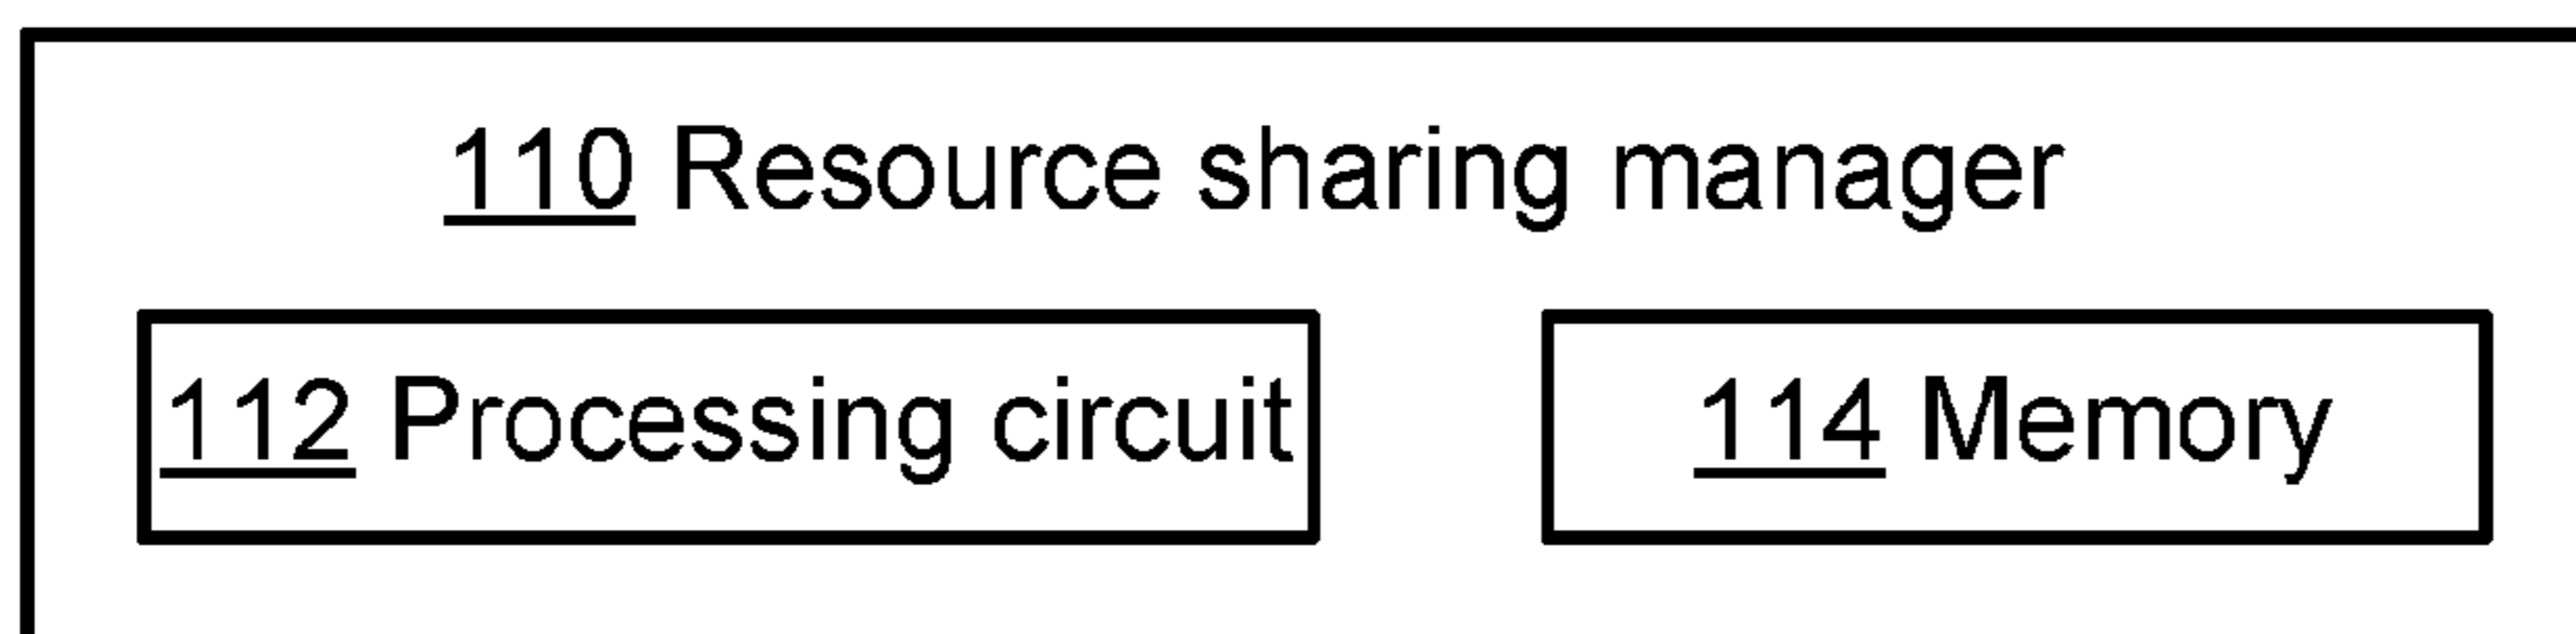 110 Resource sharing manager
112 Processing circuit
114 Memory